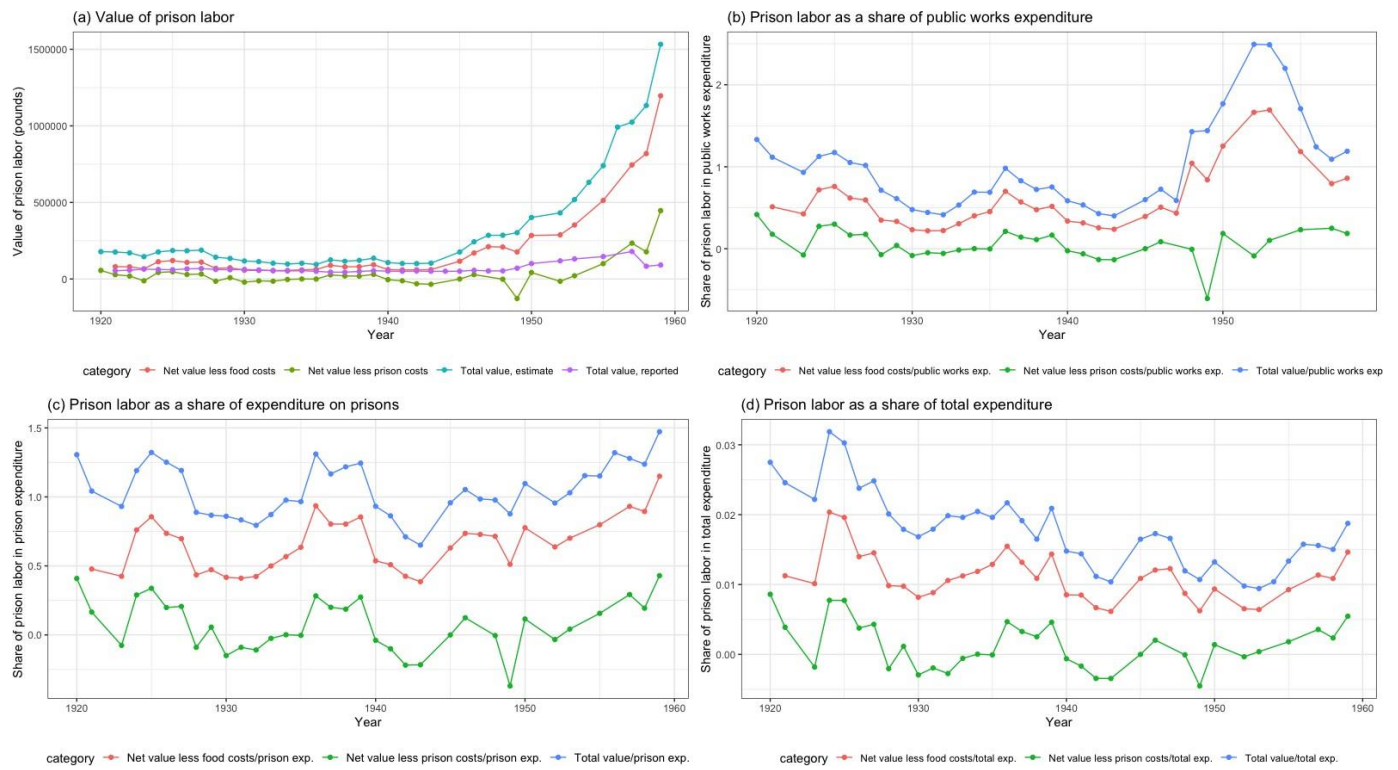 (a) Value of prison labor
Value of prison labor (pounds)
1500000
1000000
500000
0
1920
1930
1940
1950
1960
Year
category
Net value less food costs
Net value less prison costs
Total value, estimate
Total value, reported
(b) Prison labor as a share of public works expenditure
Share of prison labor in public works expenditure
2
1
0
1920
1930
1940
1950
Year
category
Net value less food costs/public works exp.
Net value less prison costs/public works exp.
Total value/public works exp
(c) Prison labor as a share of expenditure on prisons
Share of prison labor in prison expenditure
1.5
1.0
0.5
0.0
1920
1930
1940
1950
1960
Year
category
Net value less food costs/prison exp.
Net value less prison costs/prison exp.
Total value/prison exp.
(d) Prison labor as a share of total expenditure
Share of prison labor in total expenditure
0.03
0.02
0.01
0.00
1920
1930
1940
1950
1960
Year
category
Net value less food costs/total exp.
Net value less prison costs/total exp.
Total value/total exp.